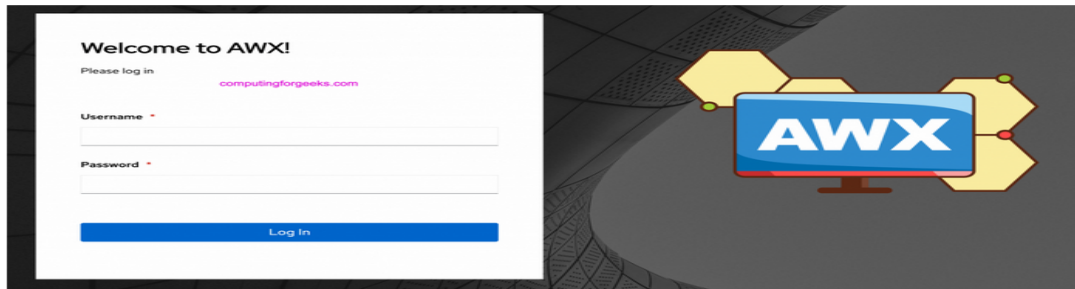 Welcome to AWX!
Please log in
computingforgeeks.com
Username *
Password *
Log In
AWX